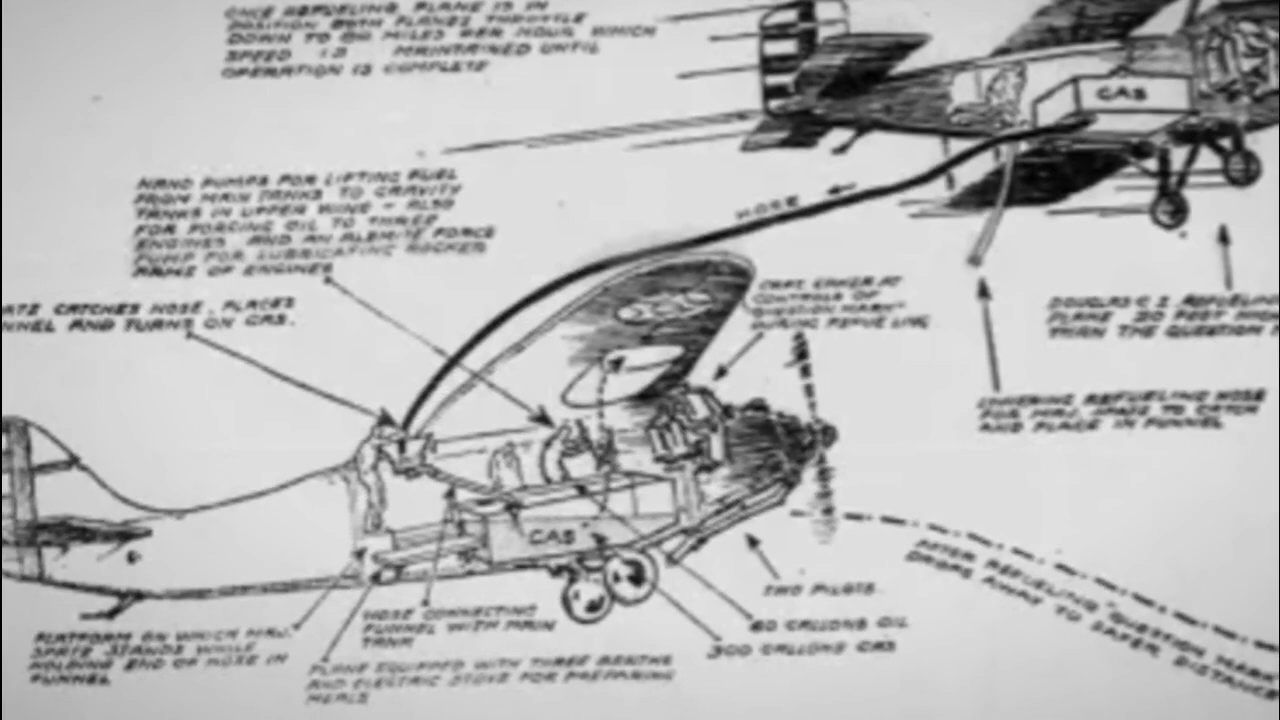 ONCE REFUELING PLANE IS IN
POSITION BOTH PLANES THROTTLE
DOWN TO 80 MILES PER HOUR WHICH
SPEED IS MAINTAINED UNTIL
OPERATION IS COMPLETE
GAS
HAND PUMPS FOR LIFTING FUEL
FROM MAIN TANKS TO GRAVITY
TANKS IN UPPER WING - ALSO
FOR FORCING OIL TO THREE
ENGINES AND AN ALEMITE FORCE
PUMP FOR LUBRICATING ROCKER
ARMS OF ENGINES
HOSE
CATCHES HOSE, PLACES
AND TURNS ON GAS.
CAPT. EAKER AT
CONTROLS OF
"QUESTION MARK"
DURING REFUELING
DOUGLAS C 1 REFUELING
PLANE 20 FEET
THAN THE QUESTION
LOWERING REFUELING HOSE
FOR MAJ. SPATZ TO CATCH
AND PLACE IN FUNNEL
GAS
AFTER REFUELING "QUESTION MARK"
DROPS AWAY TO SAFER DISTANCE
TWO PILOTS
60 GALLONS OIL
300 GALLONS GAS
HOSE CONNECTING
FUNNEL WITH MAIN
TANK
PLATFORM ON WHICH MAJ.
SPATZ STANDS WHILE
HOLDING END OF HOSE IN
FUNNEL
PLANE EQUIPPED WITH THREE BERTHS
AND ELECTRIC STOVE FOR PREPARING
MEALS